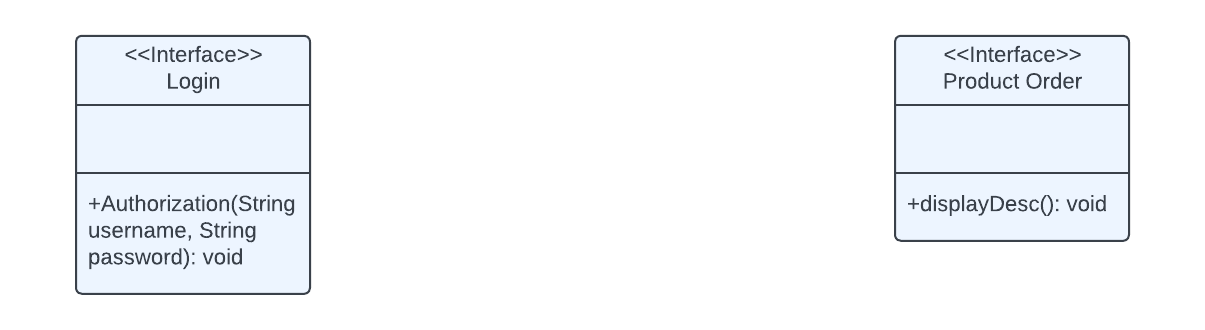 <<Interface>>
Login
+Authorization(String
username, String
password): void
<<Interface>>
Product Order
+displayDesc(): void